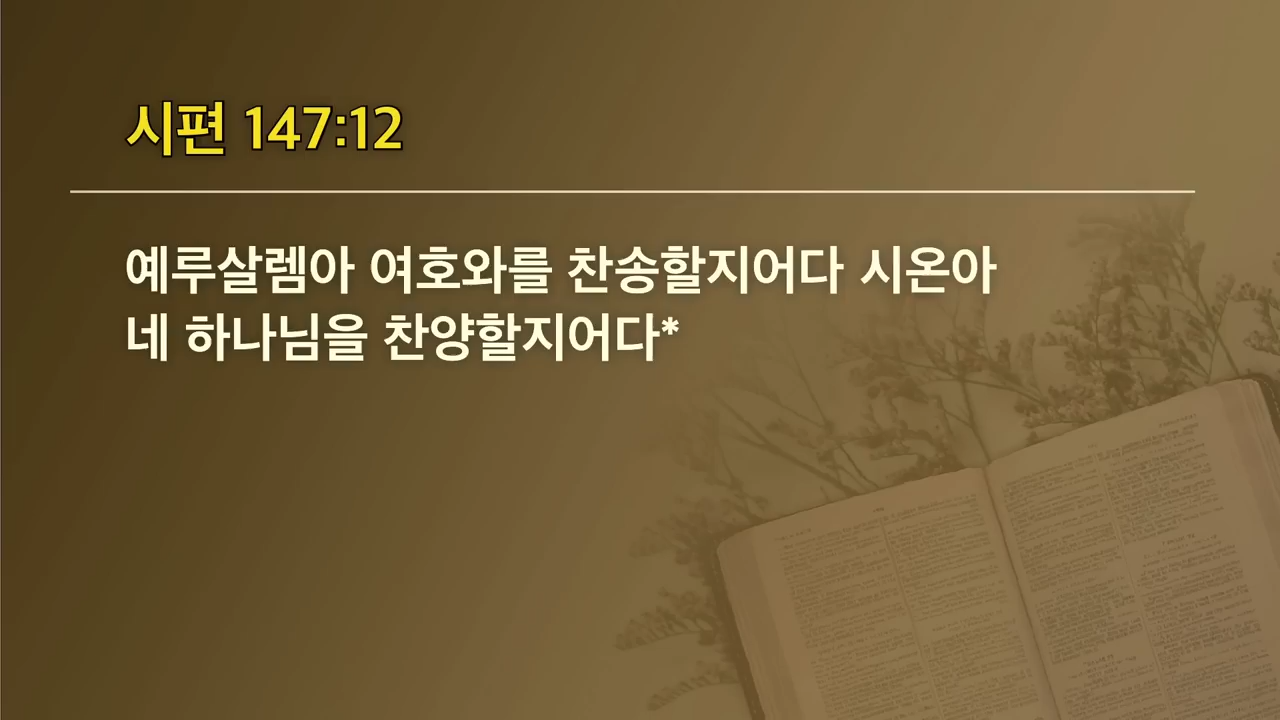 시편 147:12
예루살렘아 여호와를 찬송할지어다 시온아
네 하나님을 찬양할지어다*